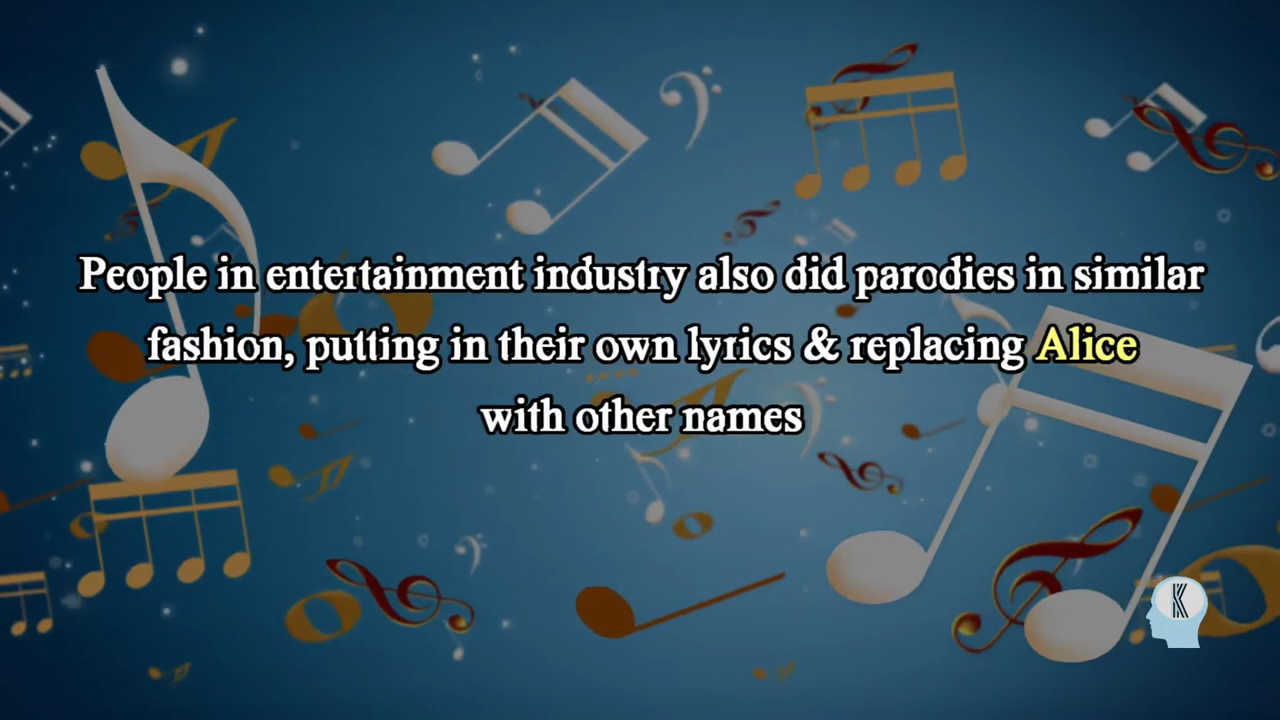 People in entertainment industry also did parodies in similar
fashion, putting in their own lyrics & replacing Alice
with other names
K